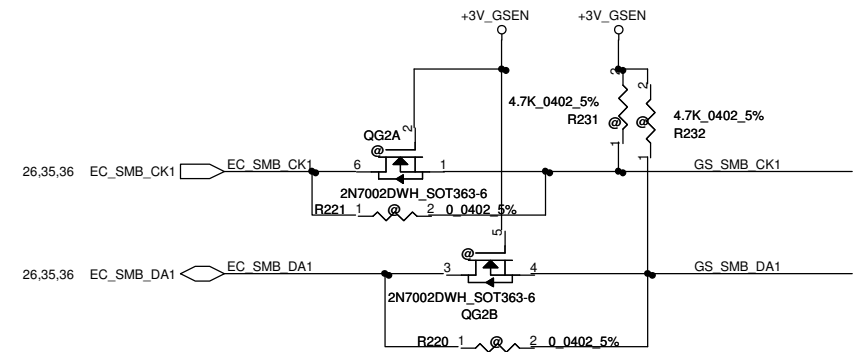 +3V_GSEN +3V_GSEN
2 2
4.7K_0402_5% 4.7K_0402_5%
R231 @ @ R232
1 1
QG2A 2
@
26,35,36 EC_SMB_CK1 EC_SMB_CK1 6 1 GS_SMB_CK1
2N7002DWH_SOT363-6
R221 1 @ 2 0_0402_5%
5
@
26,35,36 EC_SMB_DA1 EC_SMB_DA1 3 4 GS_SMB_DA1
2N7002DWH_SOT363-6
QG2B
R220 1 @ 2 0_0402_5%